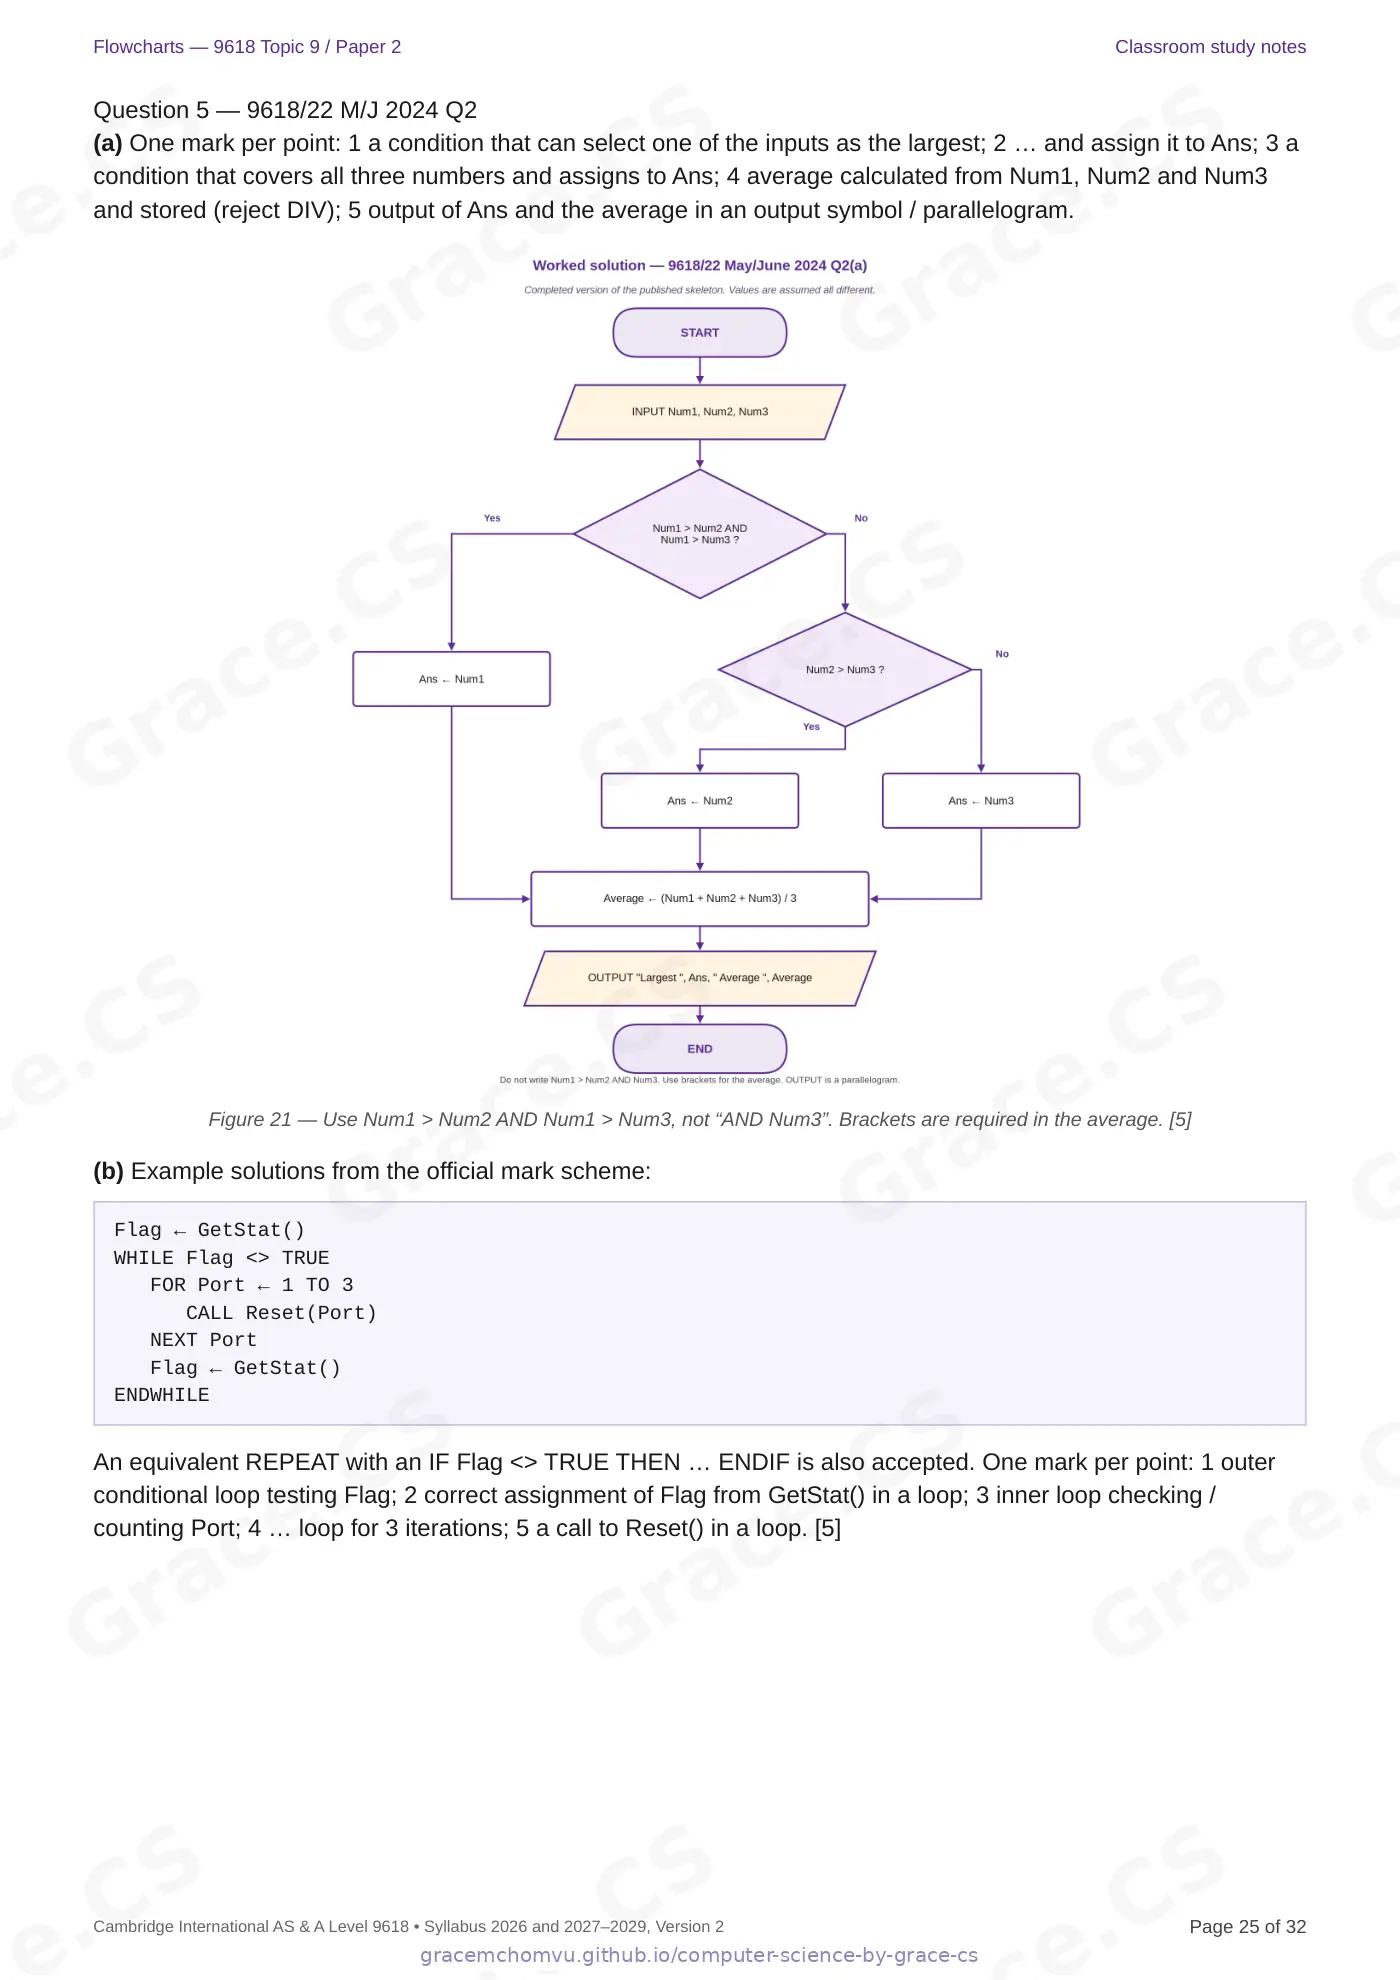 Flowcharts — 9618 Topic 9 / Paper 2
Classroom study notes
Question 5 — 9618/22 M/J 2024 Q2
(a) One mark per point: 1 a condition that can select one of the inputs as the largest; 2 … and assign it to Ans; 3 a
condition that covers all three numbers and assigns to Ans; 4 average calculated from Num1, Num2 and Num3
and stored (reject DIV); 5 output of Ans and the average in an output symbol / parallelogram.
Worked solution — 9618/22 May/June 2024 Q2(a)
Completed version of the published skeleton. Values are assumed all different.
START
INPUT Num1, Num2, Num3
Yes
No
Num1 > Num2 AND
Num1 > Num3 ?
No
Ans ← Num1
Num2 > Num3 ?
Yes
Ans ← Num2
Ans ← Num3
Average ← (Num1 + Num2 + Num3) / 3
OUTPUT "Largest ", Ans, " Average ", Average
END
Do not write Num1 > Num2 AND Num3. Use brackets for the average. OUTPUT is a parallelogram.
Figure 21 — Use Num1 > Num2 AND Num1 > Num3, not “AND Num3”. Brackets are required in the average. [5]
(b) Example solutions from the official mark scheme:
Flag ← GetStat()
WHILE Flag <> TRUE
   FOR Port ← 1 TO 3
      CALL Reset(Port)
   NEXT Port
   Flag ← GetStat()
ENDWHILE
An equivalent REPEAT with an IF Flag <> TRUE THEN … ENDIF is also accepted. One mark per point: 1 outer
conditional loop testing Flag; 2 correct assignment of Flag from GetStat() in a loop; 3 inner loop checking /
counting Port; 4 … loop for 3 iterations; 5 a call to Reset() in a loop. [5]
Cambridge International AS & A Level 9618 • Syllabus 2026 and 2027–2029, Version 2
Page 25 of 32
gracemchomvu.github.io/computer-science-by-grace-cs
Grace.CS